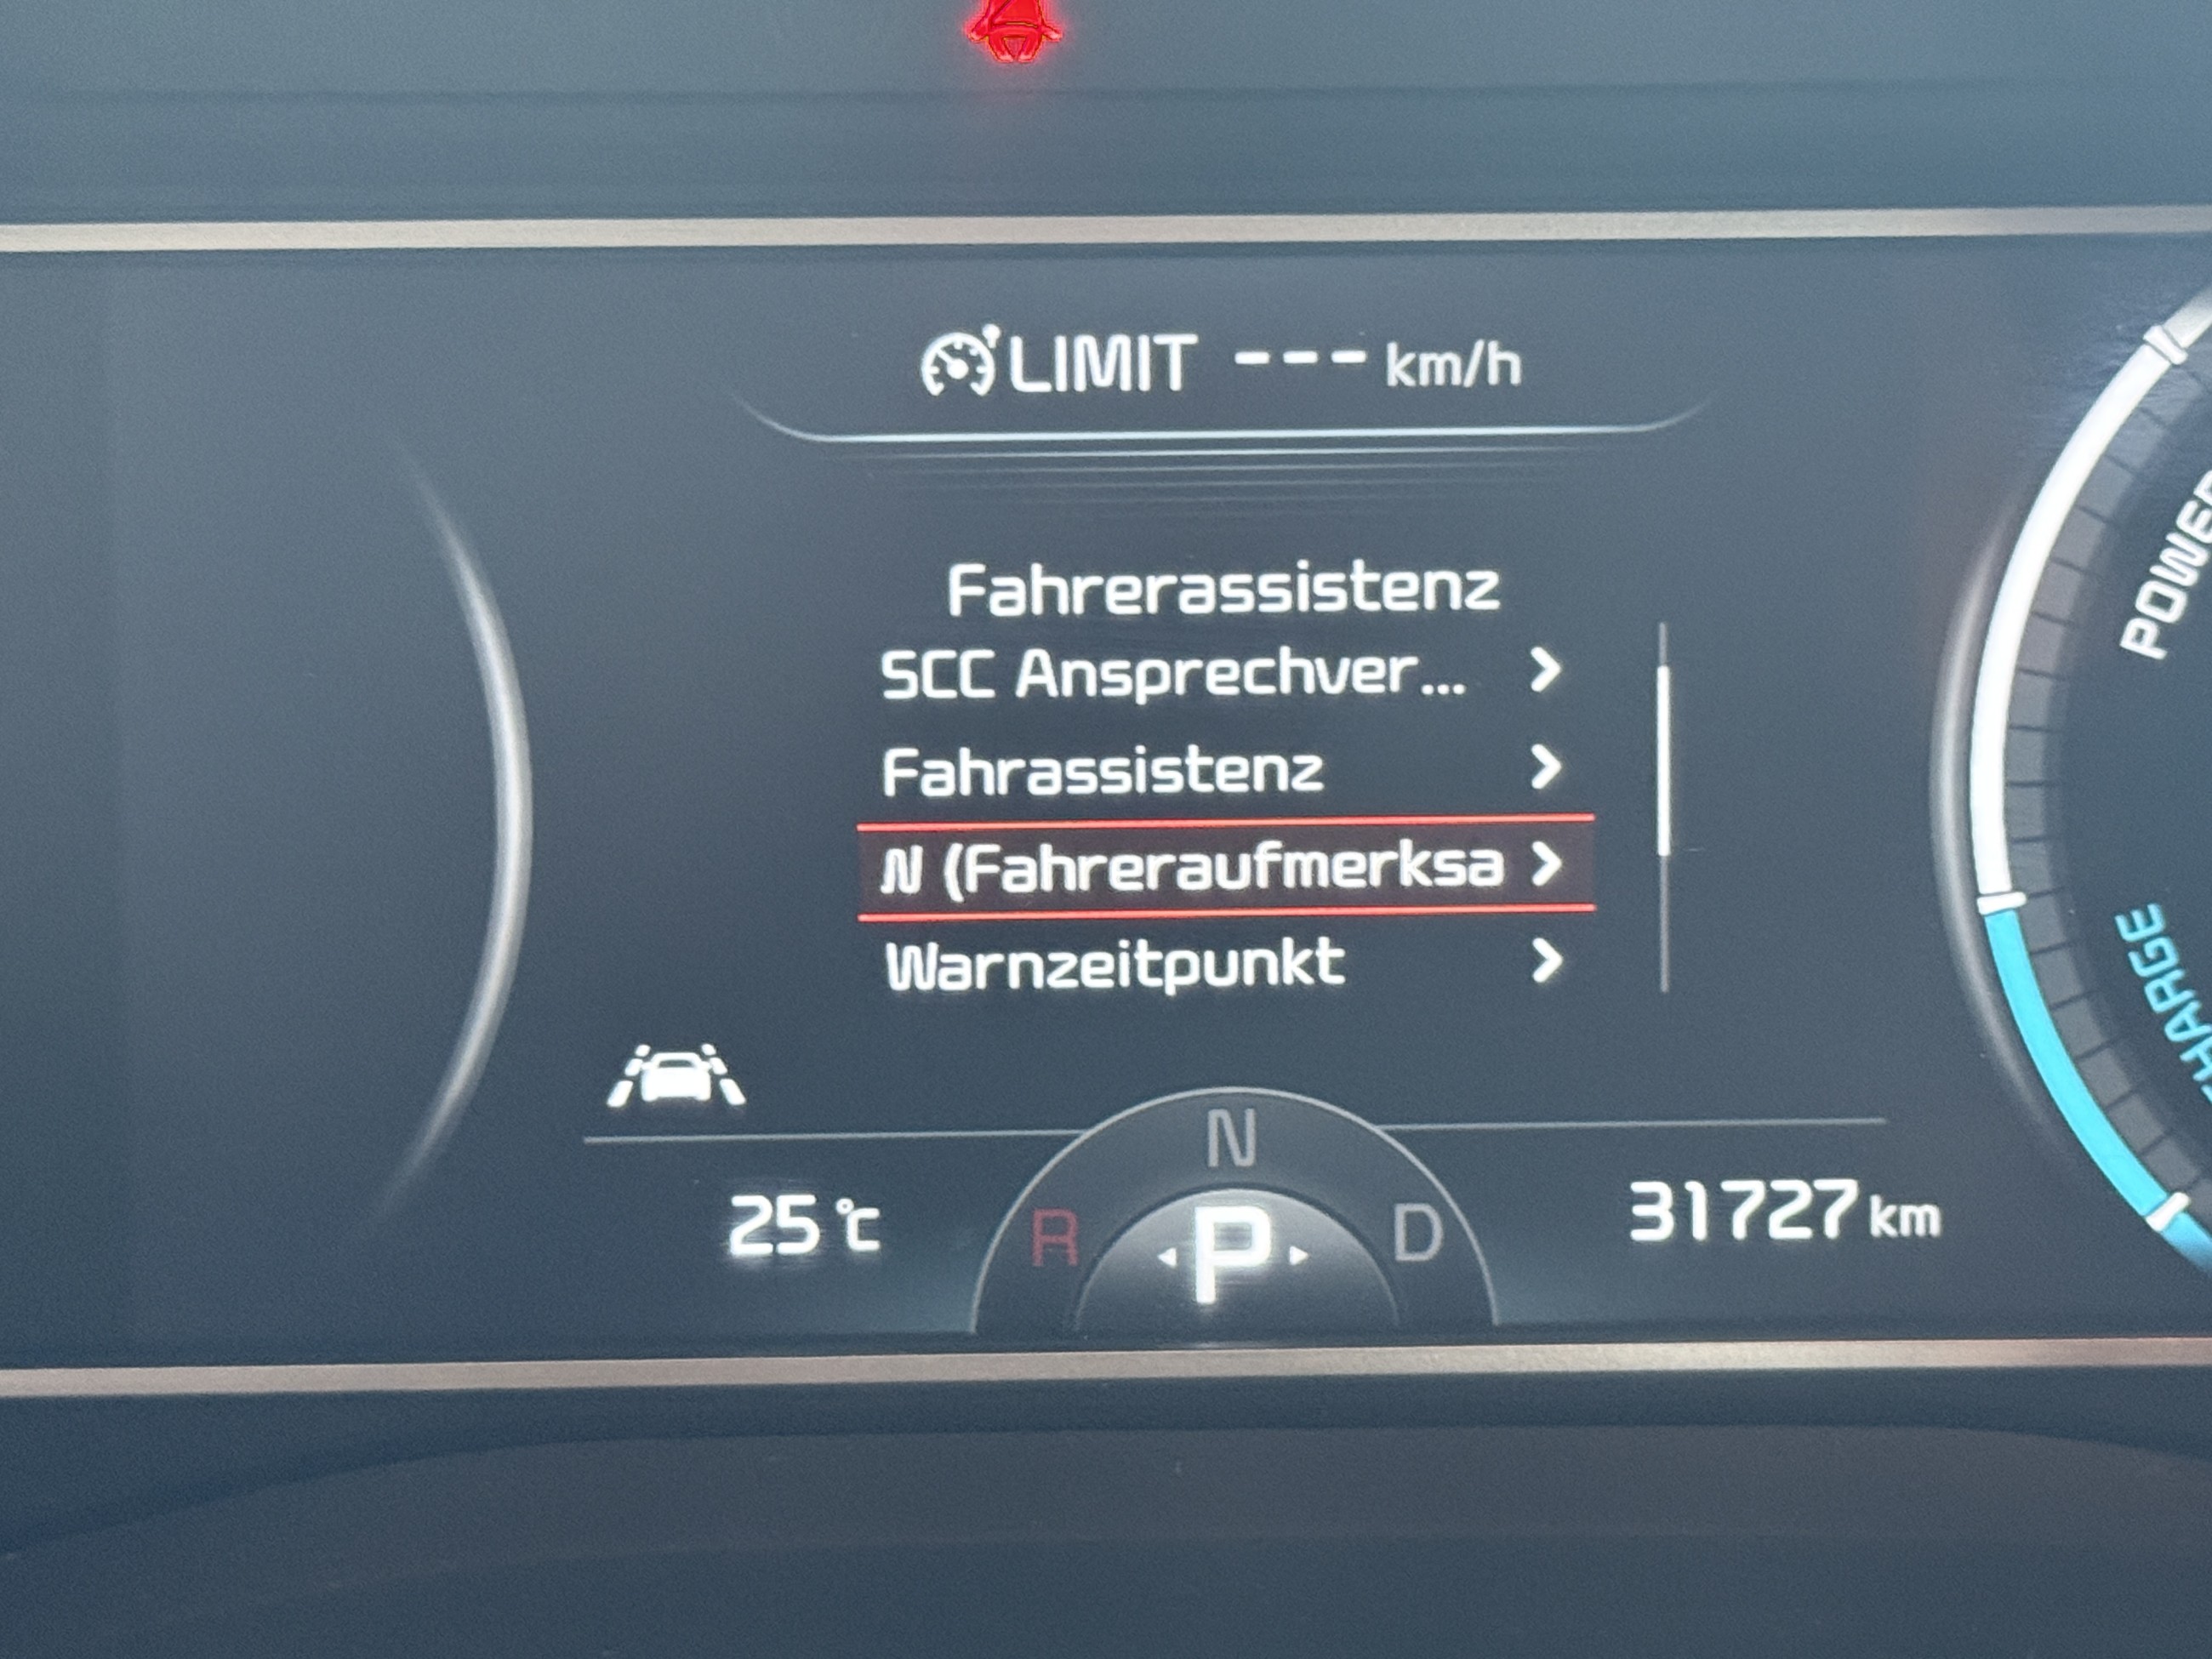 LIMIT --- km/h
Fahrerassistenz
SCC Ansprechver...
Fahrassistenz
N (Fahreraufmerksa
Warnzeitpunkt
N
R P D
25 °C
31727 km
POWER
CHARGE